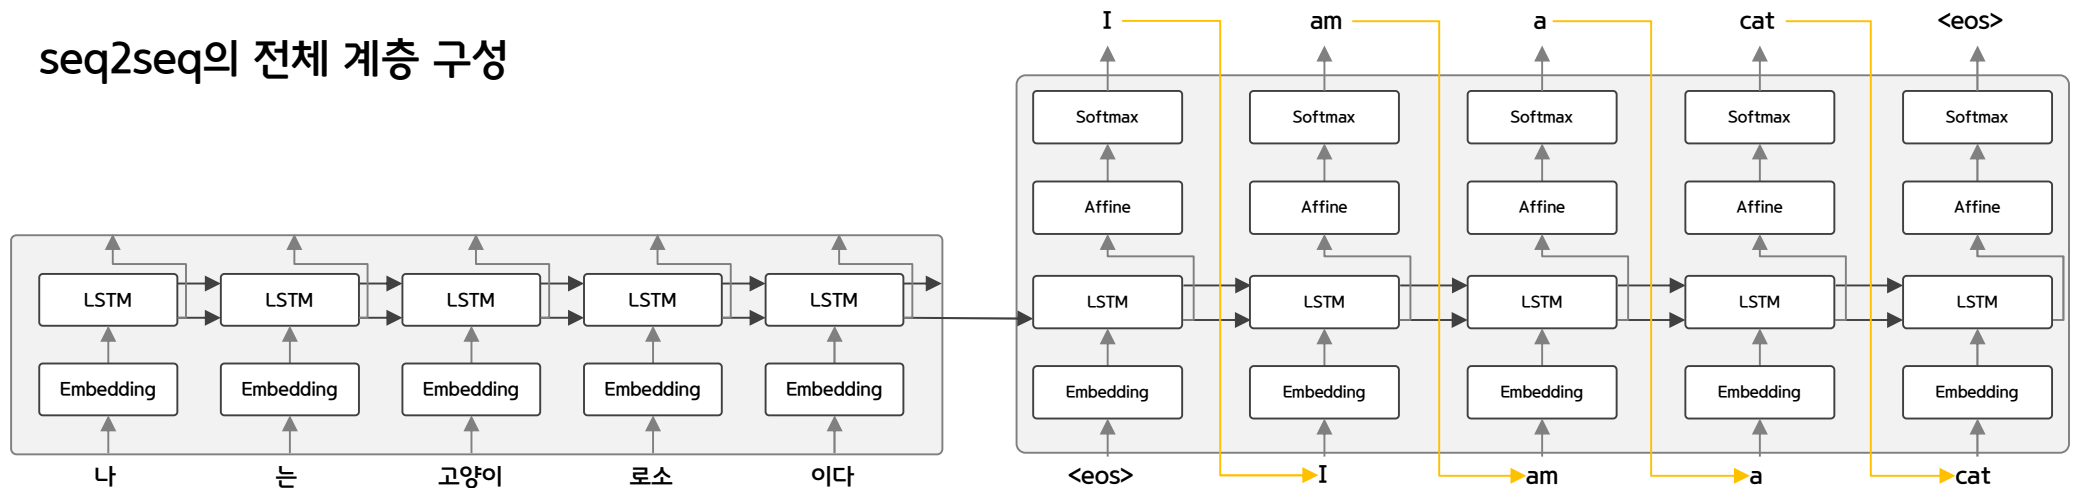 seq2seq의 전체 계층 구성
I am a cat <eos>
Softmax Softmax Softmax Softmax Softmax
Affine Affine Affine Affine Affine
LSTM LSTM LSTM LSTM LSTM LSTM LSTM LSTM LSTM LSTM
Embedding Embedding Embedding Embedding Embedding Embedding Embedding Embedding Embedding Embedding
나 는 고양이 로소 이다 <eos> I am a cat